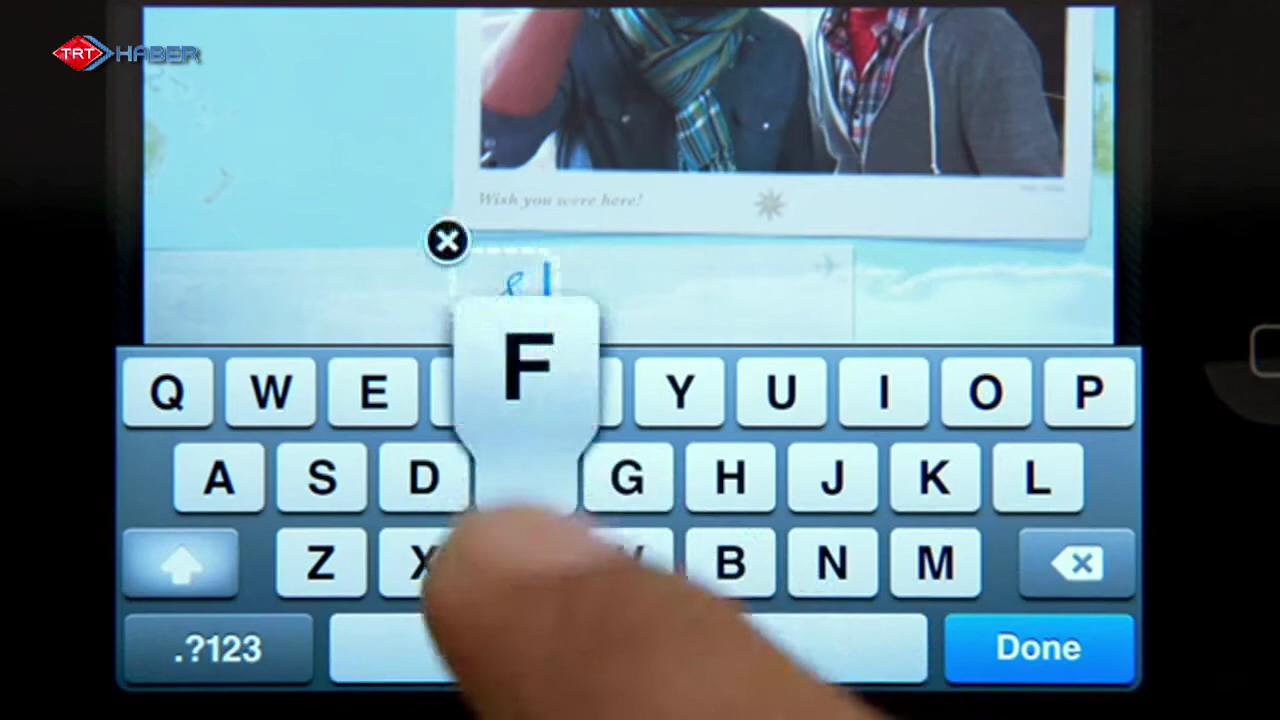 TRT HABER
Wish you were here!
&
F
Q W E Y U I O P
A S D G H J K L
Z X B N M
.?123 Done